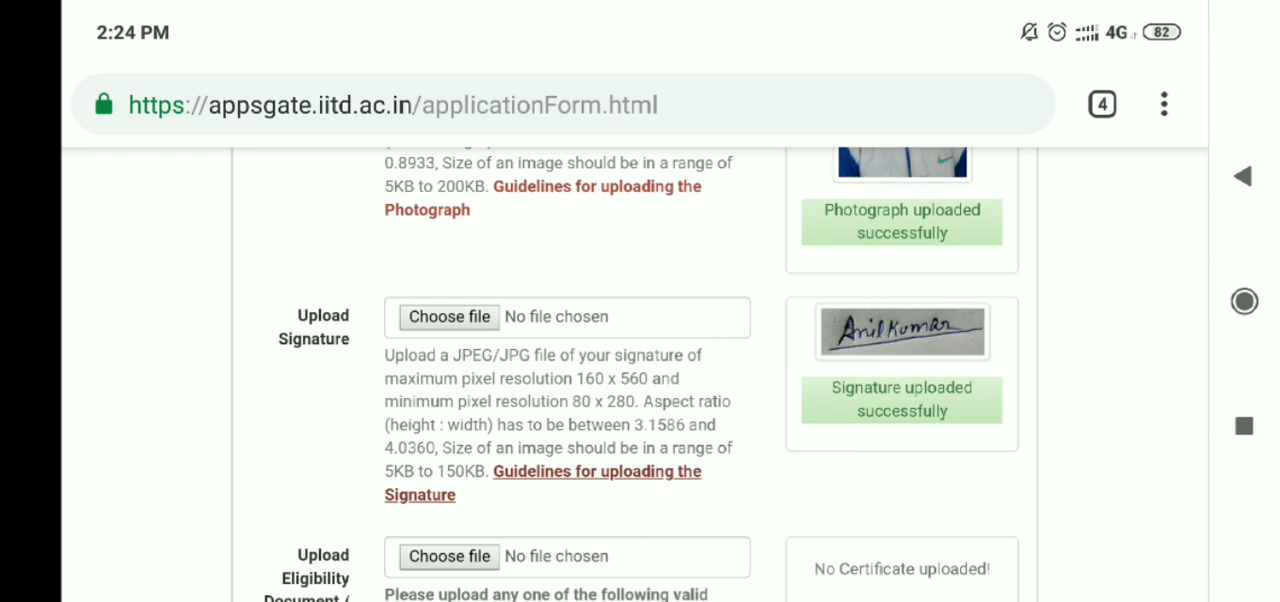 2:24 PM
4G
82
https://appsgate.iitd.ac.in/applicationForm.html
4
0.8933, Size of an image should be in a range of
5KB to 200KB. Guidelines for uploading the
Photograph
Photograph uploaded
successfully
Upload
Signature
Choose file No file chosen
Upload a JPEG/JPG file of your signature of
maximum pixel resolution 160 x 560 and
minimum pixel resolution 80 x 280. Aspect ratio
(height : width) has to be between 3.1586 and
4.0360, Size of an image should be in a range of
5KB to 150KB. Guidelines for uploading the
Signature
Anil Kumar
Signature uploaded
successfully
Upload
Eligibility
Document (
Choose file No file chosen
Please upload any one of the following valid
No Certificate uploaded!